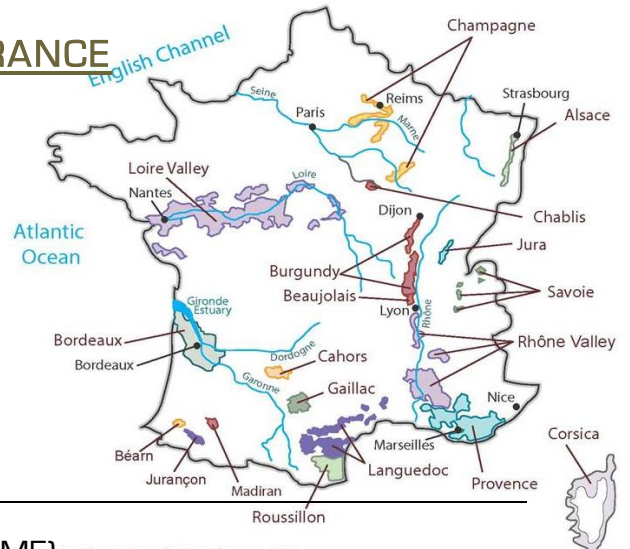 RANCE
English Channel
Champagne
Seine
Reims
Strasbourg
Paris
Marne
Alsace
Loire Valley
Loire
Nantes
Dijon
Chablis
Atlantic
Ocean
Jura
Burgundy
Beaujolais
Savoie
Gironde
Estuary
Lyon
Rhône
Bordeaux
Bordeaux
Dordogne
Cahors
Rhône Valley
Garonne
Gaillac
Nice
Corsica
Marseilles
Béarn
Jurançon
Madiran
Languedoc
Provence
Roussillon